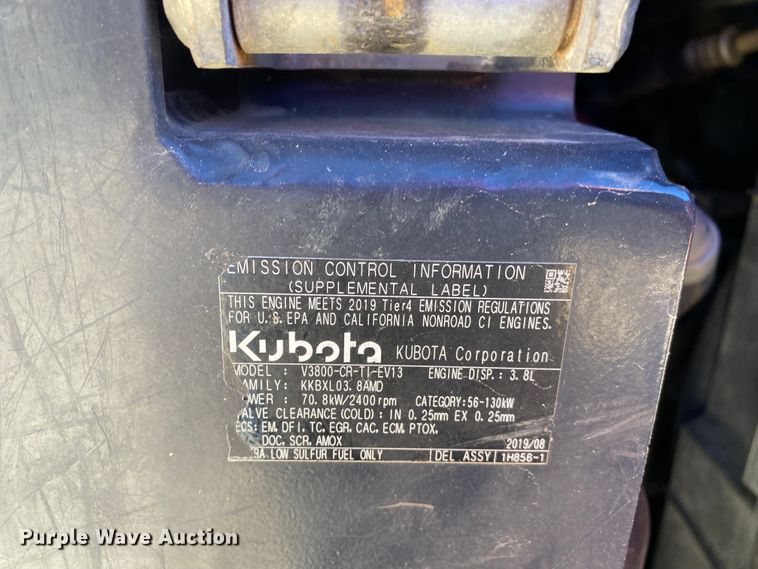 EMISSION CONTROL INFORMATION
(SUPPLEMENTAL LABEL)
THIS ENGINE MEETS 2019 Tier4 EMISSION REGULATIONS
FOR U.S. EPA AND CALIFORNIA NONROAD CI ENGINES.
Kubota KUBOTA Corporation
MODEL : V3800-CR-TI-EV13 ENGINE DISP.: 3.8L
AMILY: KKBXL03.8AMD
OWER : 70.8kW/2400rpm CATEGORY:56-130kW
ALVE CLEARANCE(COLD): IN 0.25mm EX 0.25mm
ECS: EM, DFI, TC, EGR, CAC, ECM, PTOX,
DOC, SCR, AMOX 2019/08
RA LOW SULFUR FUEL ONLY DEL ASSY 1H856-1
Purple Wave Auction